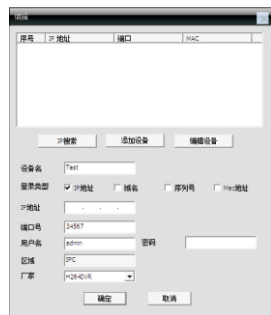 编辑
序号 IP地址 端口 MAC
IP搜索 添加设备 编辑设备
设备名 Test
登录类型 IP地址 域名 序列号 Mac地址
IP地址 . . .
端口号 34567
用户名 admin 密码
区域 IPC
厂家 H264DVR
确定 取消